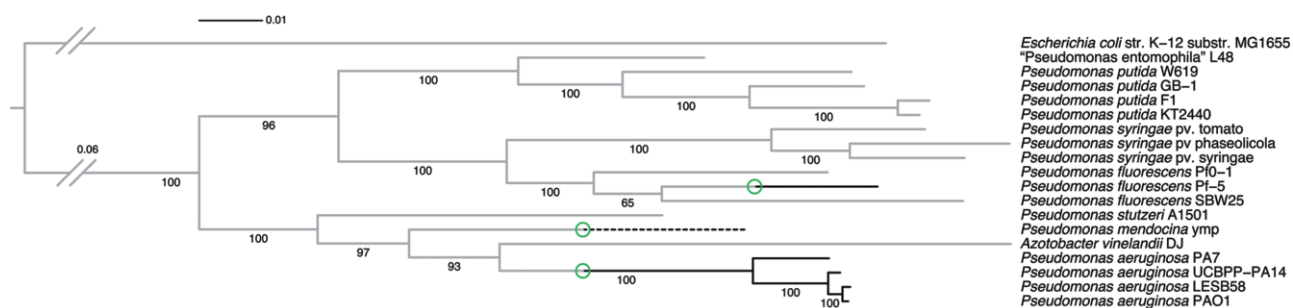 0.01
Escherichia coli str. K-12 substr. MG1655
"Pseudomonas entomophila" L48
100
Pseudomonas putida W619
100
Pseudomonas putida GB-1
100
Pseudomonas putida F1
100
Pseudomonas putida KT2440
96
Pseudomonas syringae pv. tomato
100
Pseudomonas syringae pv phaseolicola
0.06
100
100
Pseudomonas syringae pv. syringae
100
Pseudomonas fluorescens Pf0-1
100
Pseudomonas fluorescens Pf-5
65
Pseudomonas fluorescens SBW25
Pseudomonas stutzeri A1501
Pseudomonas mendocina ymp
100
97
Azotobacter vinelandii DJ
93
Pseudomonas aeruginosa PA7
100
Pseudomonas aeruginosa UCBPP-PA14
100
Pseudomonas aeruginosa LESB58
100
Pseudomonas aeruginosa PAO1